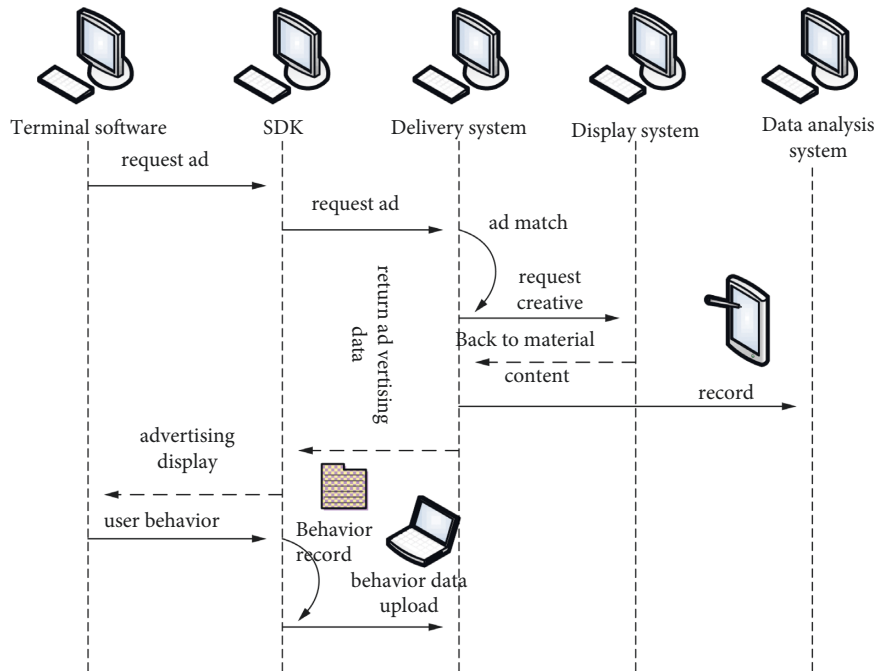 Terminal software
SDK
Delivery system
Display system
Data analysis
system
request ad
request ad
ad match
request
creative
return ad vertising
data
Back to material
content
record
advertising
display
user behavior
Behavior
record
behavior data
upload